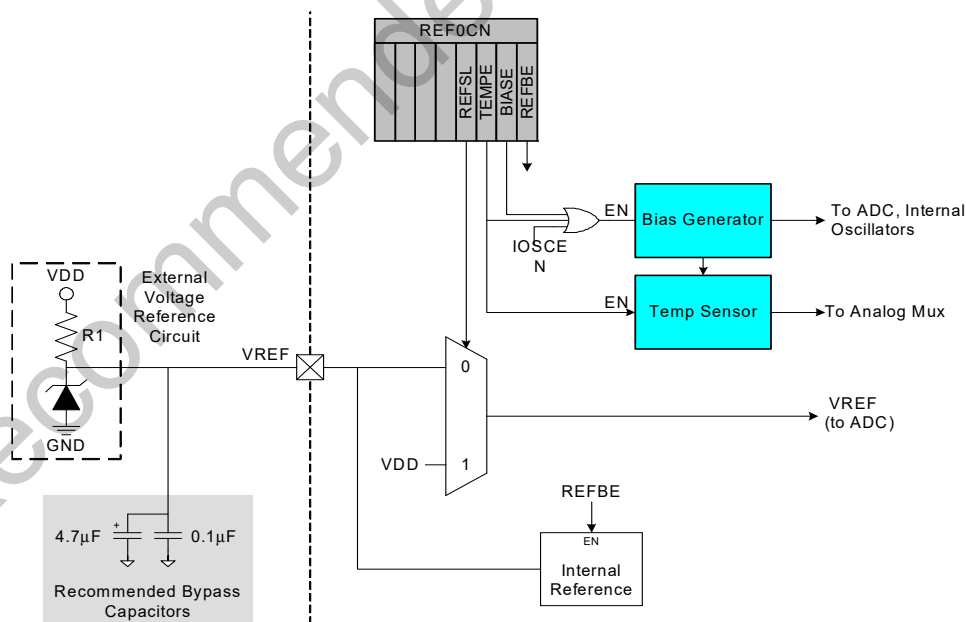 REF0CN
REFSL
TEMPE
BIASE
REFBE
EN
Bias Generator
To ADC, Internal
Oscillators
IOSCE
N
EN
Temp Sensor
To Analog Mux
VDD
R1
GND
External
Voltage
Reference
Circuit
VREF
0
VDD
1
VREF
(to ADC)
REFBE
EN
Internal
Reference
4.7µF
+
0.1µF
Recommended Bypass
Capacitors
ecommende